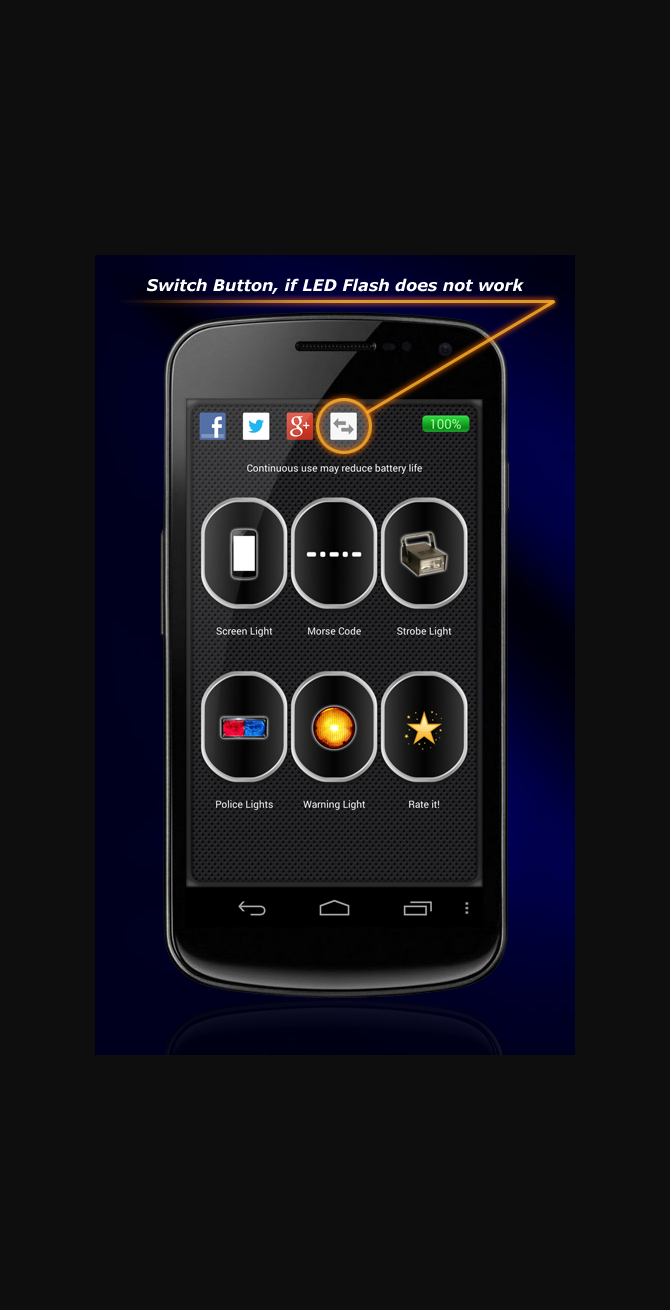 Switch Button, if LED Flash does not work
f
g+
100%
Continuous use may reduce battery life
Screen Light
Morse Code
Strobe Light
Police Lights
Warning Light
Rate it!